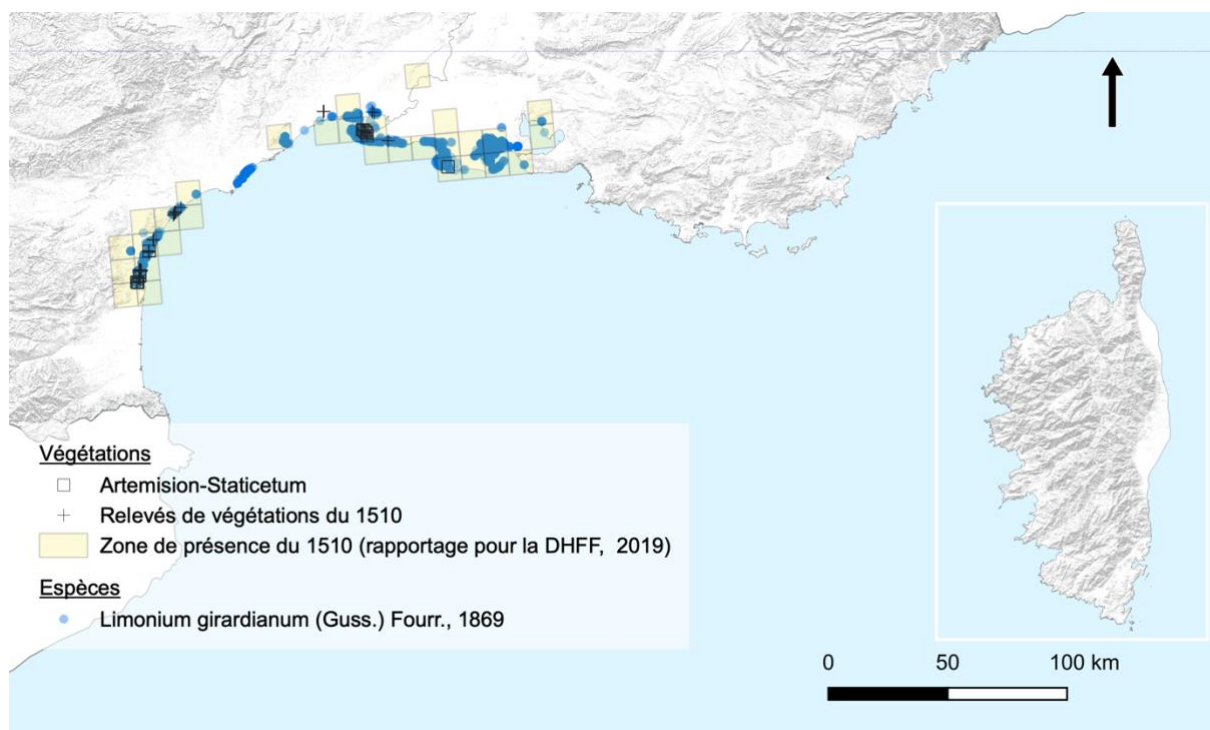 Végétations
Artemision-Staticetum
Relevés de végétations du 1510
Zone de présence du 1510 (rapportage pour la DHFF, 2019)
Espèces
Limonium girardianum (Guss.) Fourr., 1869
0 50 100 km